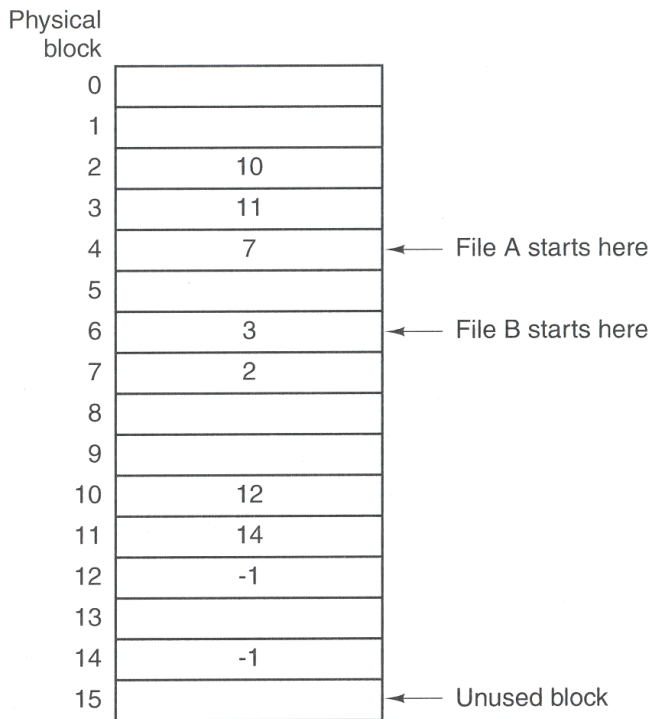 Physical
block
0
1
2 10
3 11
4 7 File A starts here
5
6 3 File B starts here
7 2
8
9
10 12
11 14
12 -1
13
14 -1
15 Unused block